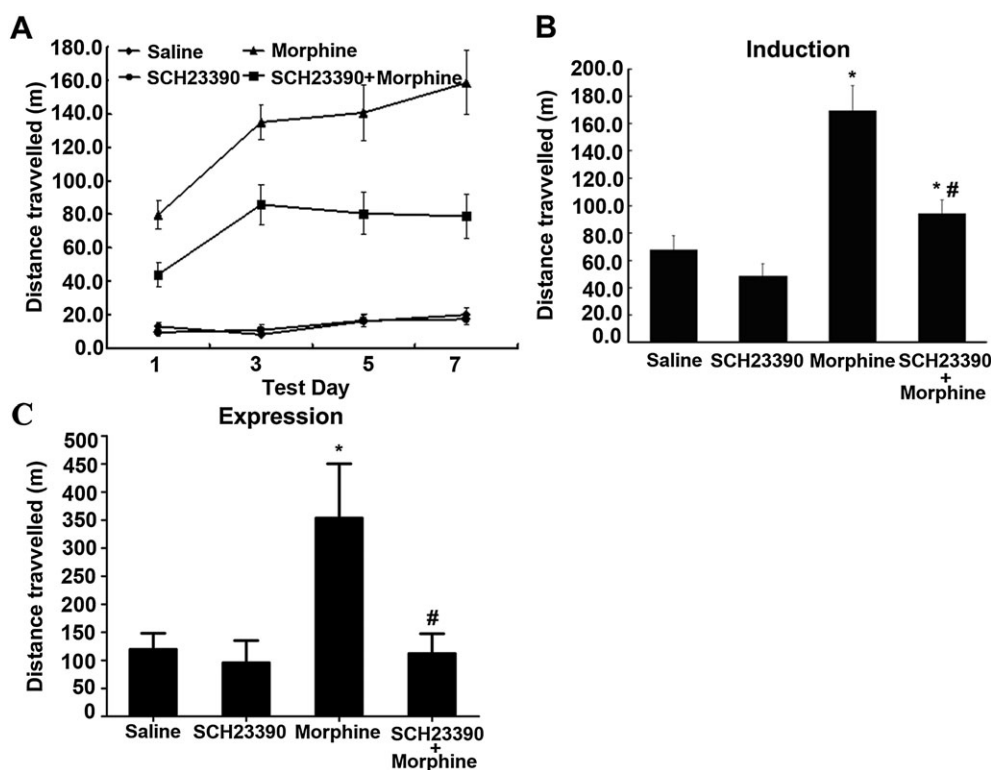 A
180.0
160.0
140.0
120.0
100.0
80.0
60.0
40.0
20.0
0.0
Distance travvelled (m)
Saline
Morphine
SCH23390
SCH23390+Morphine
1
3
5
7
Test Day
B
Induction
200.0
180.0
160.0
140.0
120.0
100.0
80.0
60.0
40.0
20.0
0.0
Distance travvelled (m)
*
* #
Saline
SCH23390
Morphine
SCH23390
+
Morphine
C
Expression
500
450
400
350
300
250
200
150
100
50
0
Distance travvelled (m)
*
#
Saline
SCH23390
Morphine
SCH23390
+
Morphine